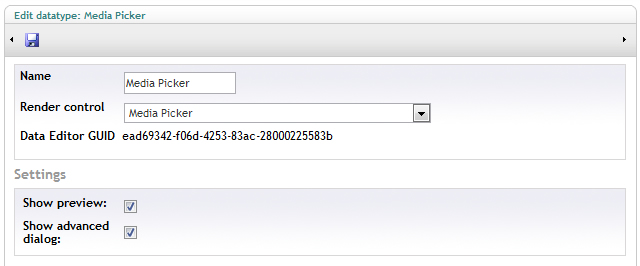 Edit datatype: Media Picker
Name Media Picker
Render control Media Picker
Data Editor GUID ead69342-f06d-4253-83ac-28000225583b
Settings
Show preview:
Show advanced
dialog: